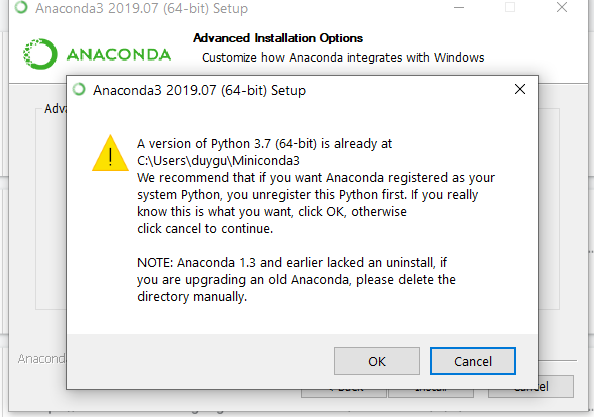 Anaconda3 2019.07 (64-bit) Setup
ANACONDA
Advanced Installation Options
Customize how Anaconda integrates with Windows
Anaconda3 2019.07 (64-bit) Setup
A version of Python 3.7 (64-bit) is already at
C:\Users\duygu\Miniconda3
We recommend that if you want Anaconda registered as your
system Python, you unregister this Python first. If you really
know this is what you want, click OK, otherwise
click cancel to continue.
NOTE: Anaconda 1.3 and earlier lacked an uninstall, if
you are upgrading an old Anaconda, please delete the
directory manually.
OK
Cancel
Install
Cancel